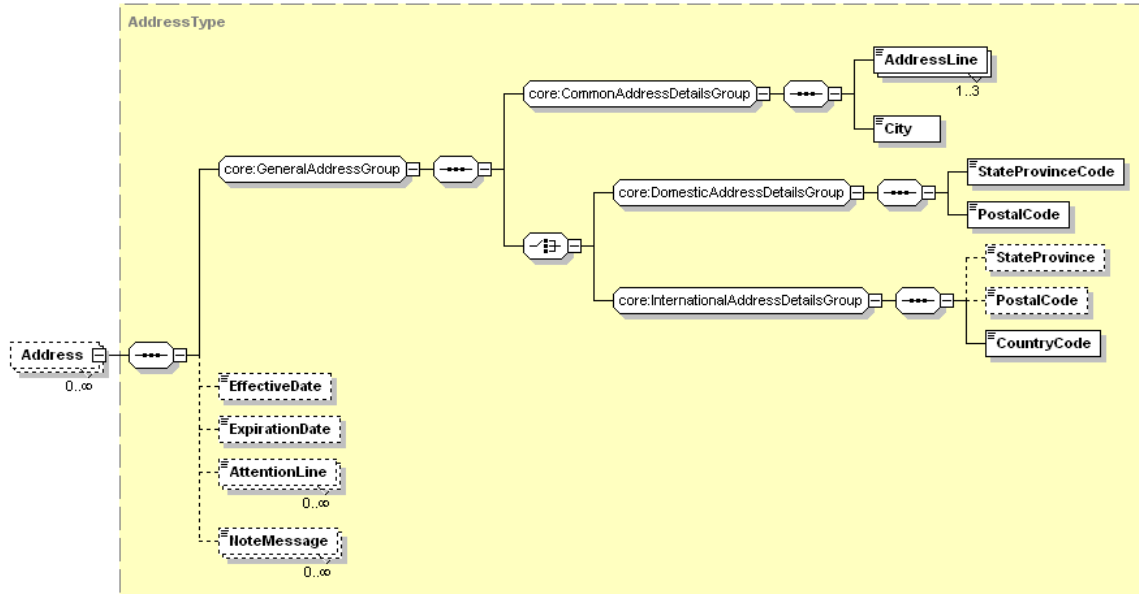 AddressType
AddressLine
1..3
core:CommonAddressDetailsGroup
City
core:GeneralAddressGroup
StateProvinceCode
core:DomesticAddressDetailsGroup
PostalCode
StateProvince
core:InternationalAddressDetailsGroup
PostalCode
CountryCode
Address
0..∞
EffectiveDate
ExpirationDate
AttentionLine
0..∞
NoteMessage
0..∞